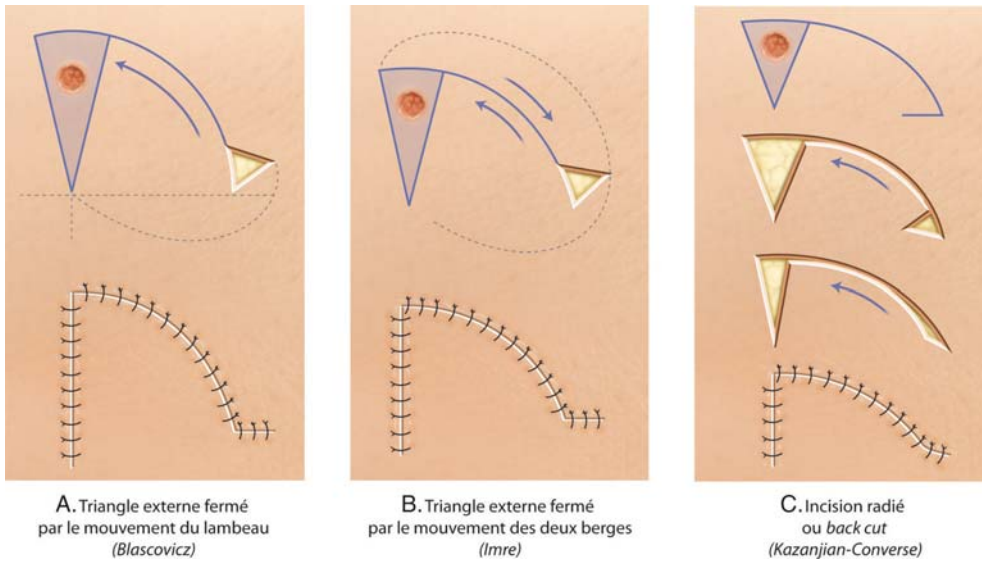 A. Triangle externe fermé
par le mouvement du lambeau
(Blascovicz)
B. Triangle externe fermé
par le mouvement des deux berges
(Imre)
C. Incision radié
ou back cut
(Kazanjian-Converse)